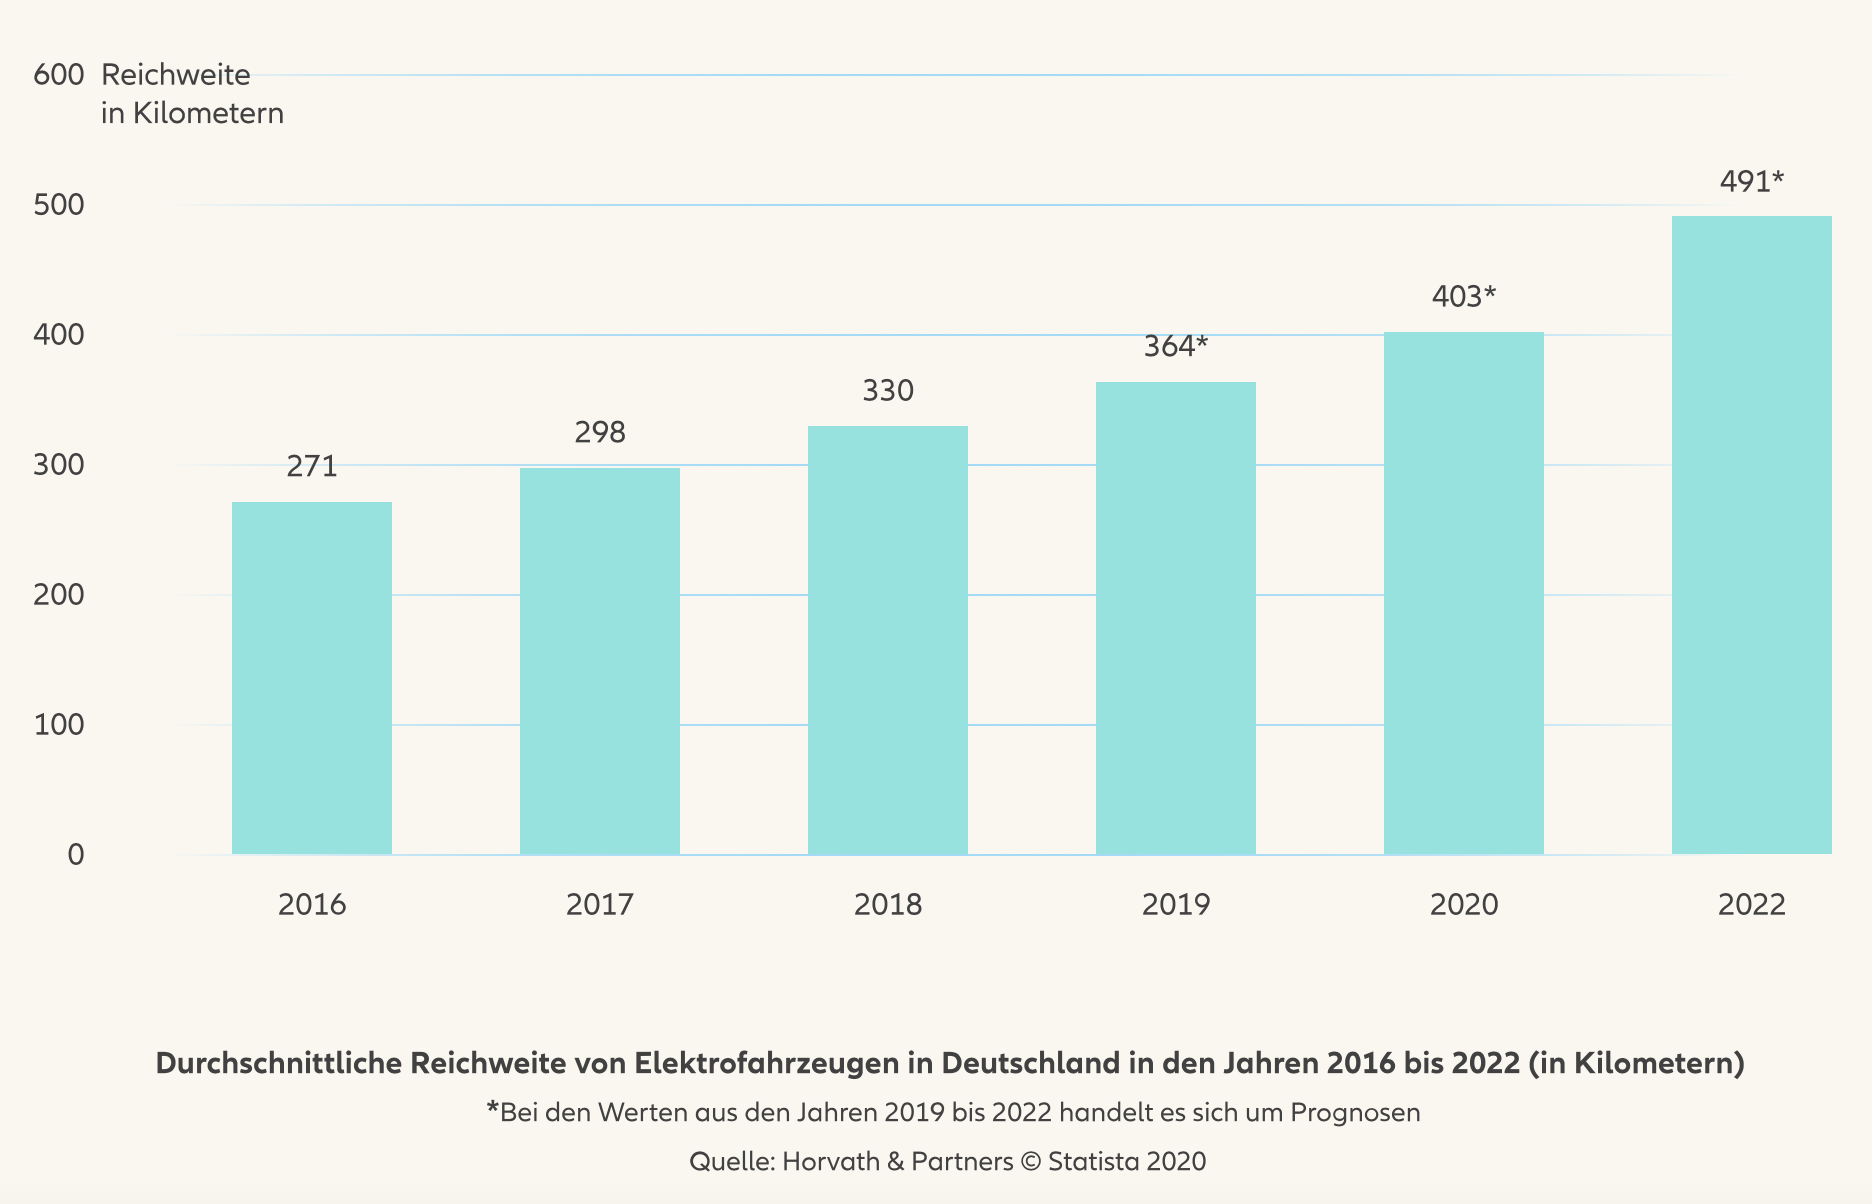 600 Reichweite
in Kilometern
500
491*
403*
400
364*
330
298
300
271
200
100
0
2016 2017 2018 2019 2020 2022
Durchschnittliche Reichweite von Elektrofahrzeugen in Deutschland in den Jahren 2016 bis 2022 (in Kilometern)
*Bei den Werten aus den Jahren 2019 bis 2022 handelt es sich um Prognosen
Quelle: Horvath & Partners © Statista 2020